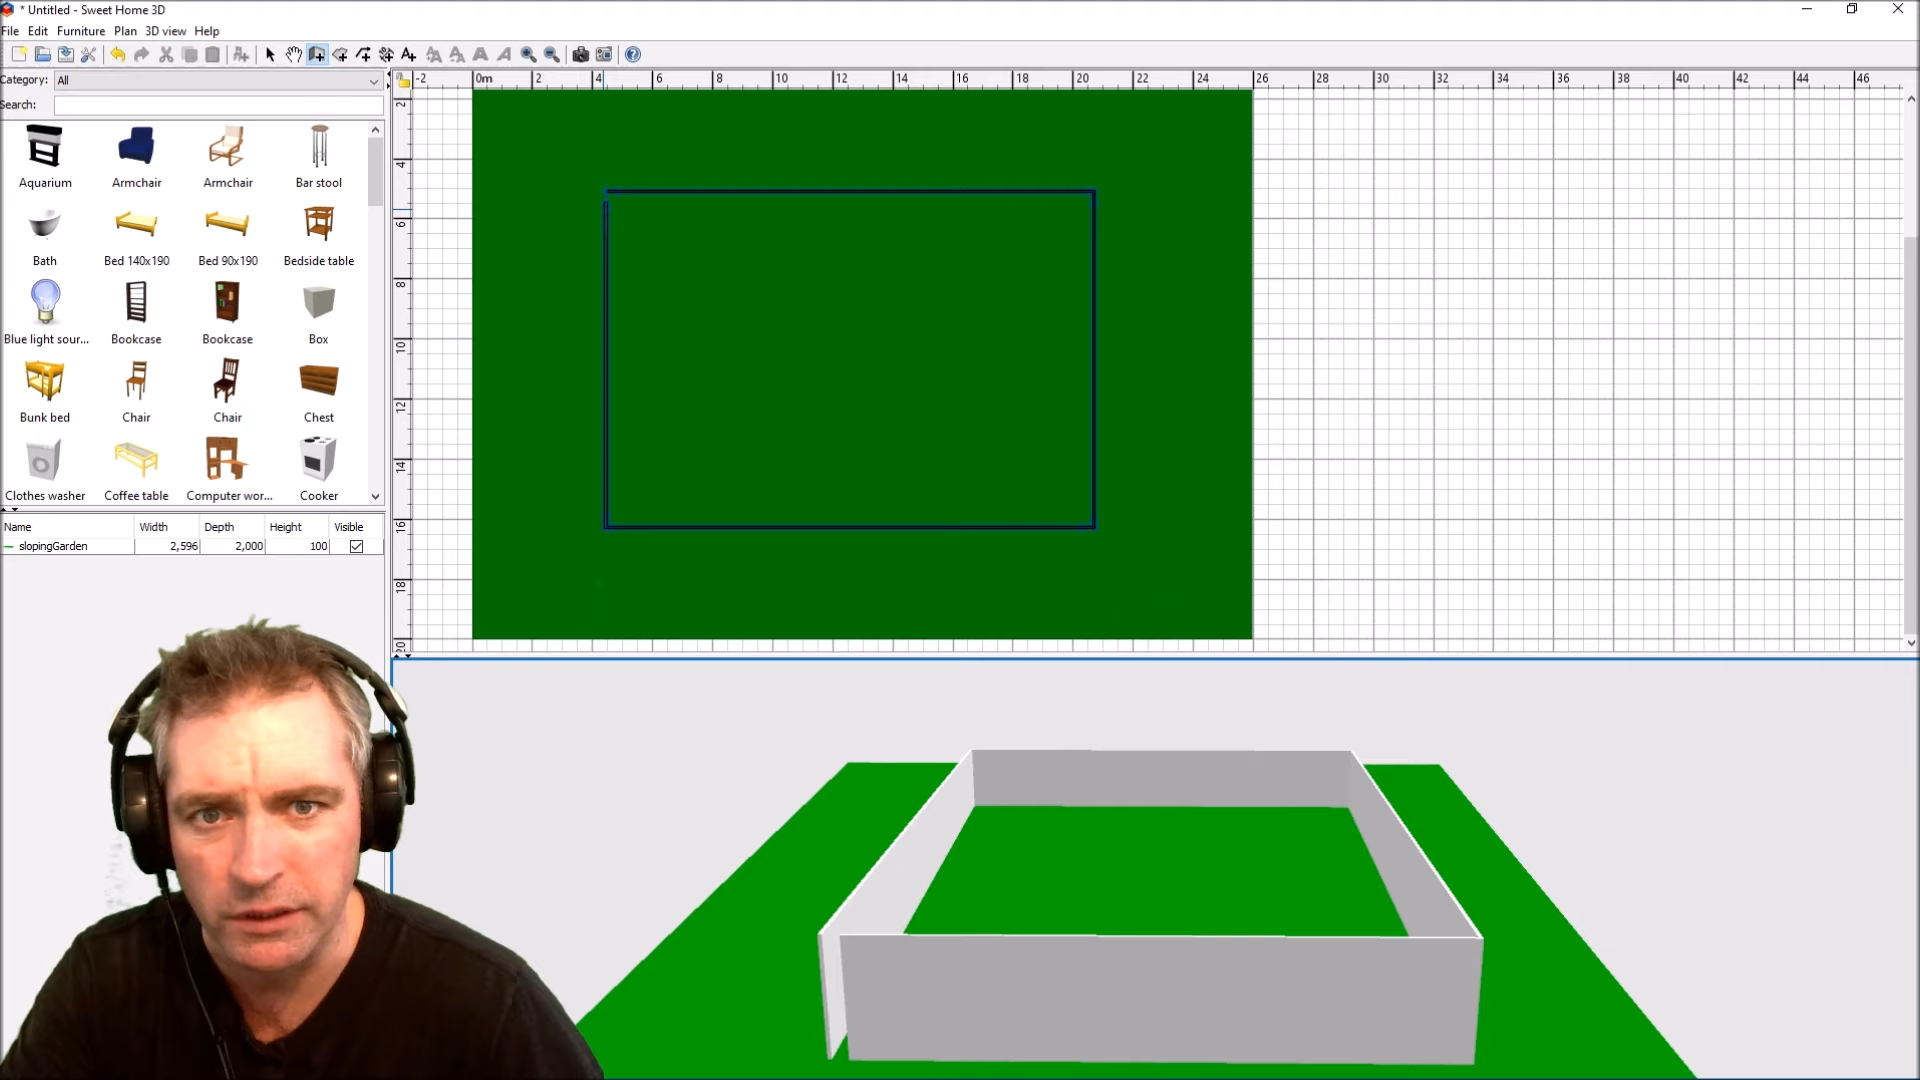 * Untitled - Sweet Home 3D
File Edit Furniture Plan 3D view Help
Category: All
Search:
Aquarium Armchair Armchair Bar stool
Bath Bed 140x190 Bed 90x190 Bedside table
Blue light sour... Bookcase Bookcase Box
Bunk bed Chair Chair Chest
Clothes washer Coffee table Computer wor... Cooker
Name Width Depth Height Visible
slopingGarden 2,596 2,000 100
-2 0m 2 4 6 8 10 12 14 16 18 20 22 24 26 28 30 32 34 36 38 40 42 44 46
2
4
6
8
10
12
14
16
18
20